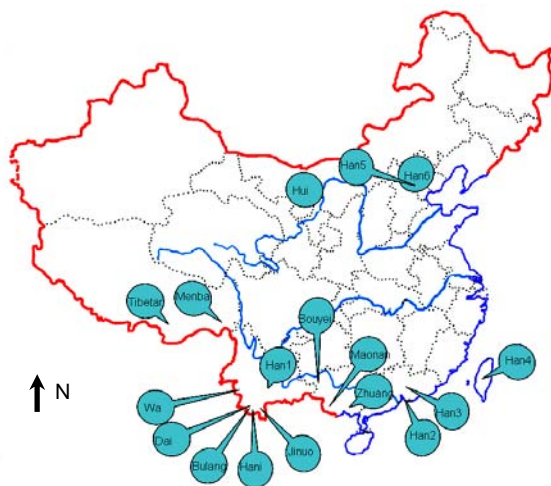 Han5
Han6
Hui
Tibetan
Menba
Bouyei
Han1
Maonan
Han4
N
Zhuang
Wa
Han3
Dai
Han2
Bulang
Hani
Jinuo